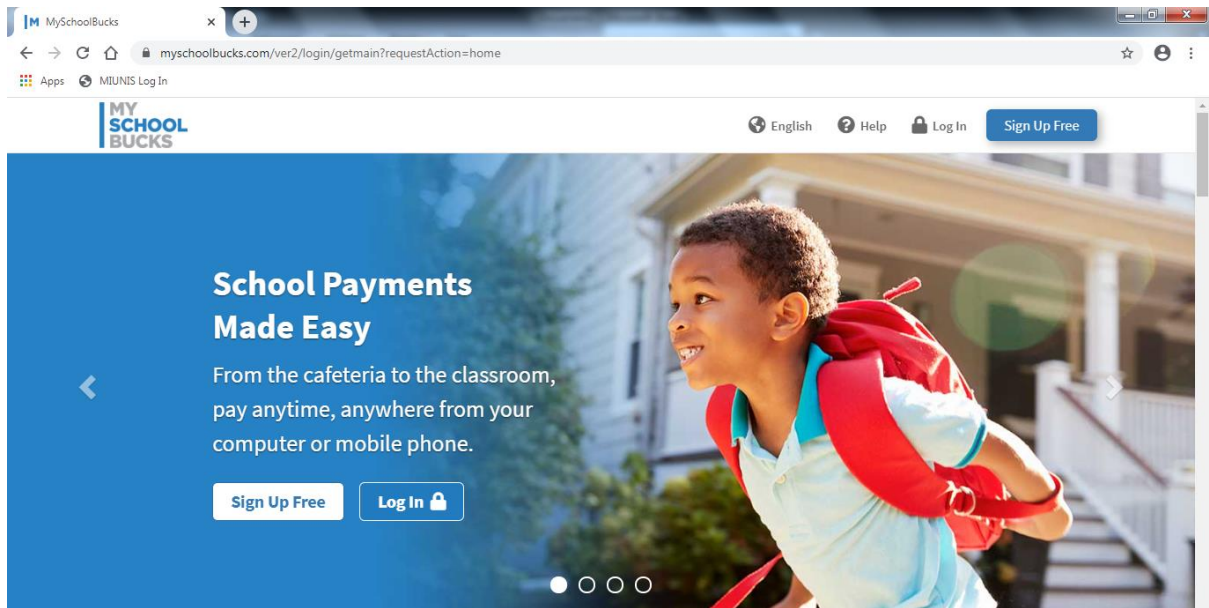 MySchoolBucks
myschoolbucks.com/ver2/login/getmain?requestAction=home
Apps MIUNIS Log In
MY
SCHOOL
BUCKS
English Help Log In Sign Up Free
School Payments
Made Easy
From the cafeteria to the classroom,
pay anytime, anywhere from your
computer or mobile phone.
Sign Up Free Log In